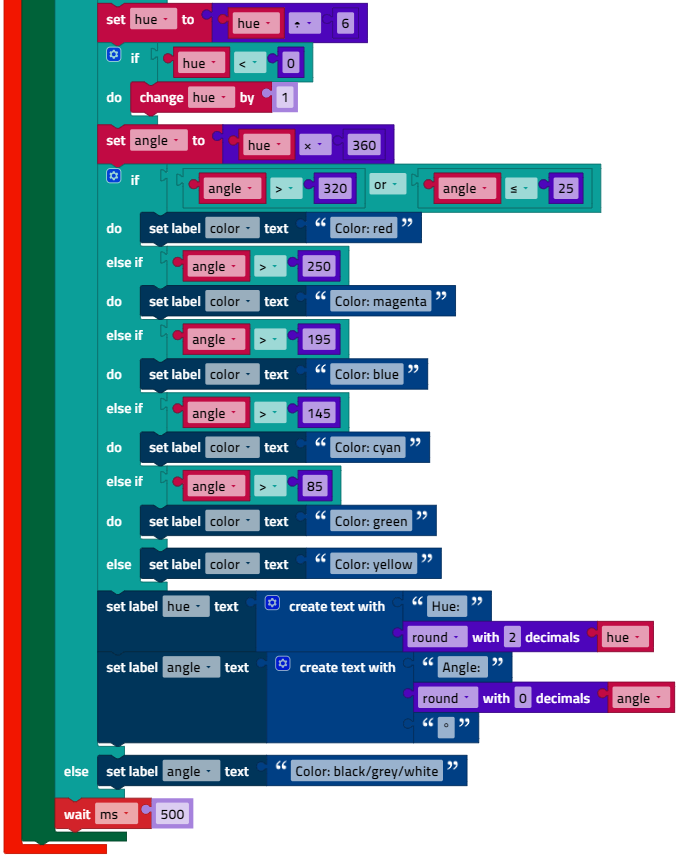 set hue to hue ÷ 6
if hue < 0
do change hue by 1
set angle to hue × 360
if angle > 320 or angle ≤ 25
do set label color text “ Color: red ”
else if angle > 250
do set label color text “ Color: magenta ”
else if angle > 195
do set label color text “ Color: blue ”
else if angle > 145
do set label color text “ Color: cyan ”
else if angle > 85
do set label color text “ Color: green ”
else set label color text “ Color: yellow ”
set label hue text create text with “ Hue: ”
round with 2 decimals hue
set label angle text create text with “ Angle: ”
round with 0 decimals angle
“ ° ”
else set label angle text “ Color: black/grey/white ”
wait ms 500